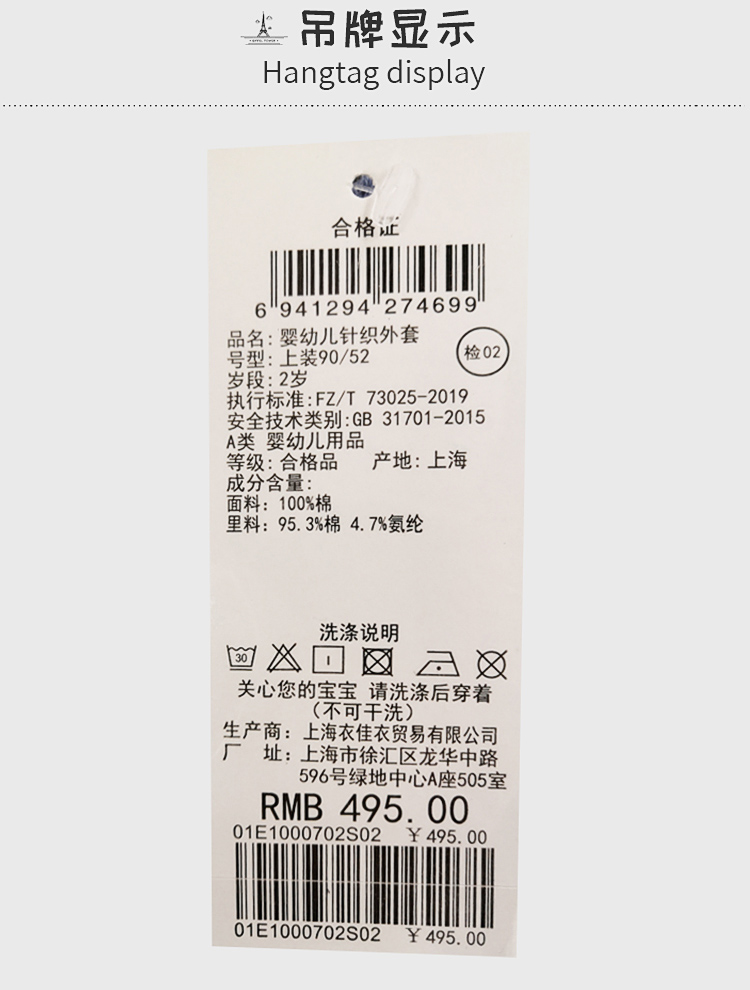 吊牌显示
Hangtag display
合格证
6 941294 274699
品名: 婴幼儿针织外套
号型: 上装90/52
检02
岁段: 2岁
执行标准:FZ/T 73025-2019
安全技术类别:GB 31701-2015
A类 婴幼儿用品
等级: 合格品 产地: 上海
成分含量:
面料: 100%棉
里料: 95.3%棉 4.7%氨纶
洗涤说明
30
关心您的宝宝 请洗涤后穿着
（不可干洗）
生产商: 上海衣佳衣贸易有限公司
厂 址: 上海市徐汇区龙华中路
596号绿地中心A座505室
RMB 495.00
01E1000702S02 ¥ 495.00
01E1000702S02 ¥ 495.00